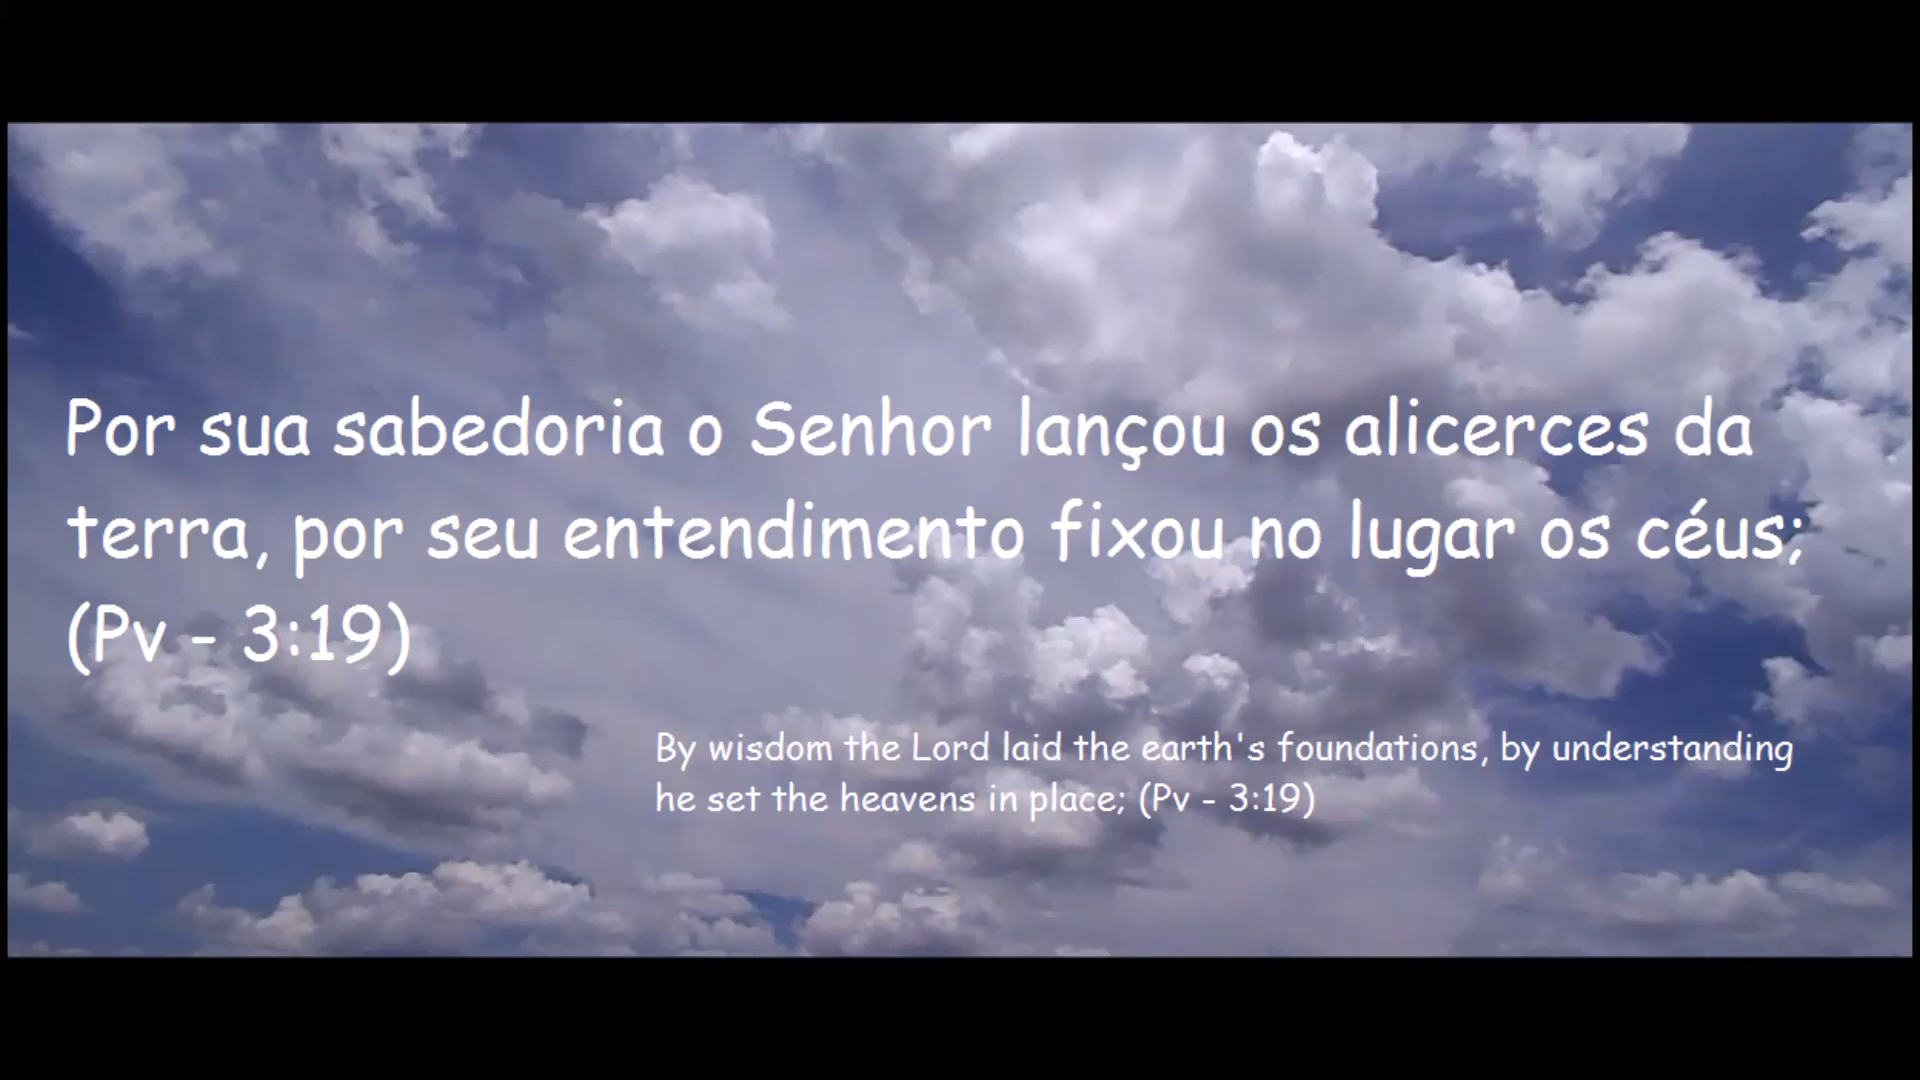 Por sua sabedoria o Senhor lançou os alicerces da
terra, por seu entendimento fixou no lugar os céus;
(Pv - 3:19)
By wisdom the Lord laid the earth's foundations, by understanding
he set the heavens in place; (Pv - 3:19)